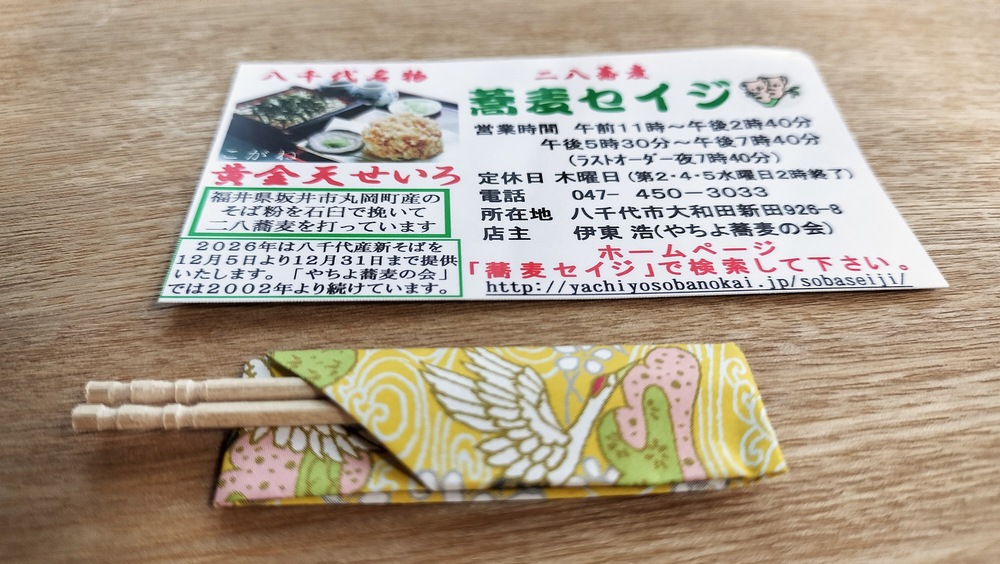 八千代名物
こがね
黄金天せいろ
福井県坂井市丸岡町産の
そば粉を石臼で挽いて
二八蕎麦を打っています
2026年は八千代産新そばを
12月5日より12月31日まで提供
いたします。「やちよ蕎麦の会」
では2002年より続けています。
二八蕎麦
蕎麦セイジ
営業時間 午前11時～午後2時40分
午後5時30分～午後7時40分
(ラストオーダー夜7時40分)
定休日 木曜日(第2・4・5水曜日2時終了)
電話 047- 450-3033
所在地 八千代市大和田新田926-8
店主 伊東 浩(やちよ蕎麦の会)
ホームページ
「蕎麦セイジ」で検索して下さい。
http://yachiyosobanokai.jp/sobaseiji/